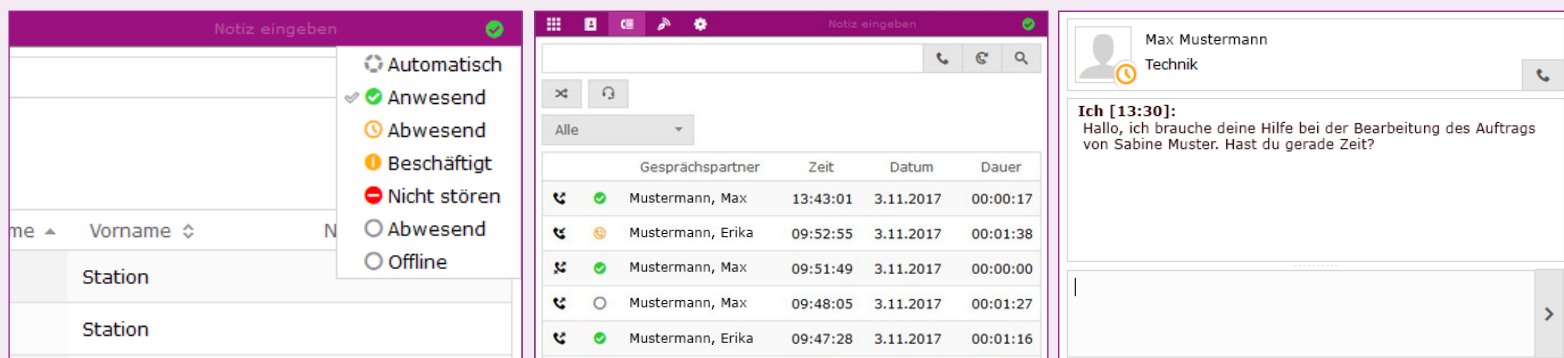 Notiz eingeben
Automatisch
Anwesend
Abwesend
Beschäftigt
Nicht stören
me Vorname N Abwesend
Offline
Station
Station
Notiz eingeben
Alle
Gesprächspartner Zeit Datum Dauer
Mustermann, Max 13:43:01 3.11.2017 00:00:17
Mustermann, Erika 09:52:55 3.11.2017 00:01:38
Mustermann, Max 09:51:49 3.11.2017 00:00:00
Mustermann, Max 09:48:05 3.11.2017 00:01:27
Mustermann, Erika 09:47:28 3.11.2017 00:01:16
Max Mustermann
Technik
Ich [13:30]:
Hallo, ich brauche deine Hilfe bei der Bearbeitung des Auftrags
von Sabine Muster. Hast du gerade Zeit?